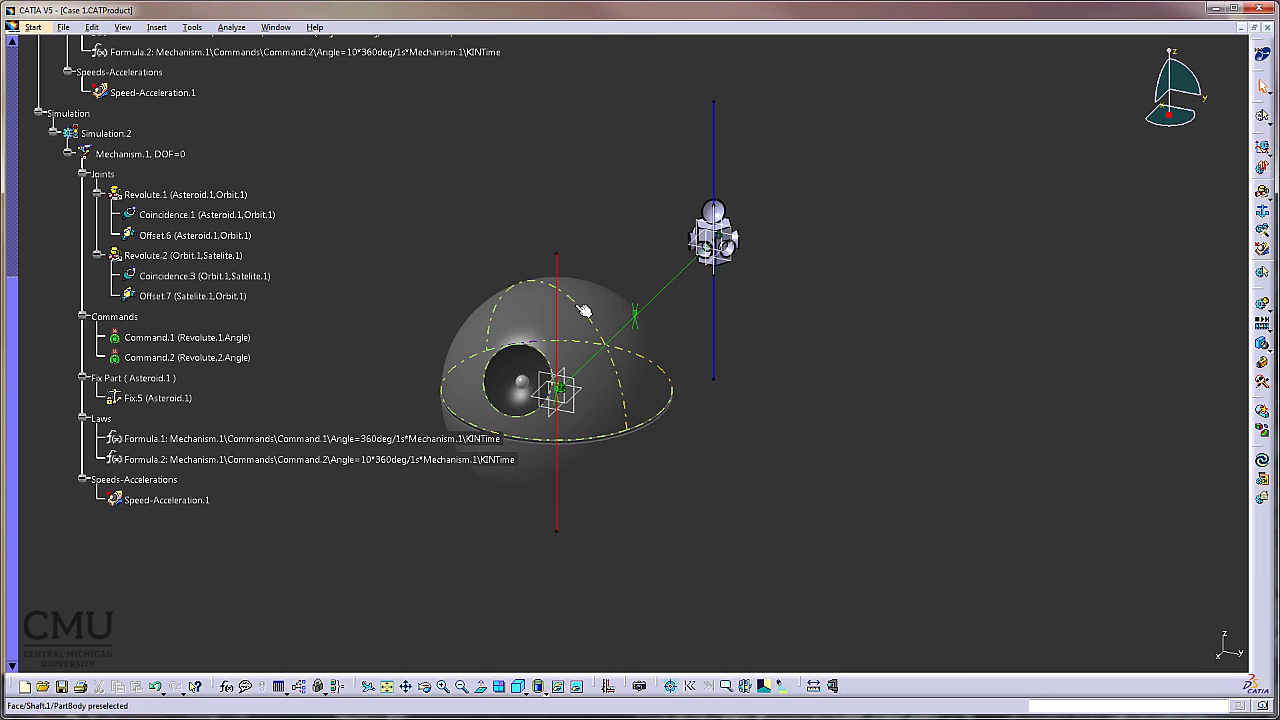 CATIA V5 - [Case 1.CATProduct]
Start File Edit View Insert Tools Analyze Window Help
Formula.2: Mechanism.1\Commands\Command.2\Angle=10*360deg/1s*Mechanism.1\KINTime
Speeds-Accelerations
Speed-Acceleration.1
Simulation
Simulation.2
Mechanism.1, DOF=0
Joints
Revolute.1 (Asteroid.1,Orbit.1)
Coincidence.1 (Asteroid.1,Orbit.1)
Offset.6 (Asteroid.1,Orbit.1)
Revolute.2 (Orbit.1,Satelite.1)
Coincidence.3 (Orbit.1,Satelite.1)
Offset.7 (Satelite.1,Orbit.1)
Commands
Command.1 (Revolute.1.Angle)
Command.2 (Revolute.2.Angle)
Fix Part ( Asteroid.1 )
Fix.5 (Asteroid.1)
Laws
Formula.1: Mechanism.1\Commands\Command.1\Angle=360deg/1s*Mechanism.1\KINTime
Formula.2: Mechanism.1\Commands\Command.2\Angle=10*360deg/1s*Mechanism.1\KINTime
Speeds-Accelerations
Speed-Acceleration.1
z
y
x
CMU
CENTRAL MICHIGAN
UNIVERSITY
z
x y
f(x)
CATIA
Face/Shaft.1/PartBody preselected